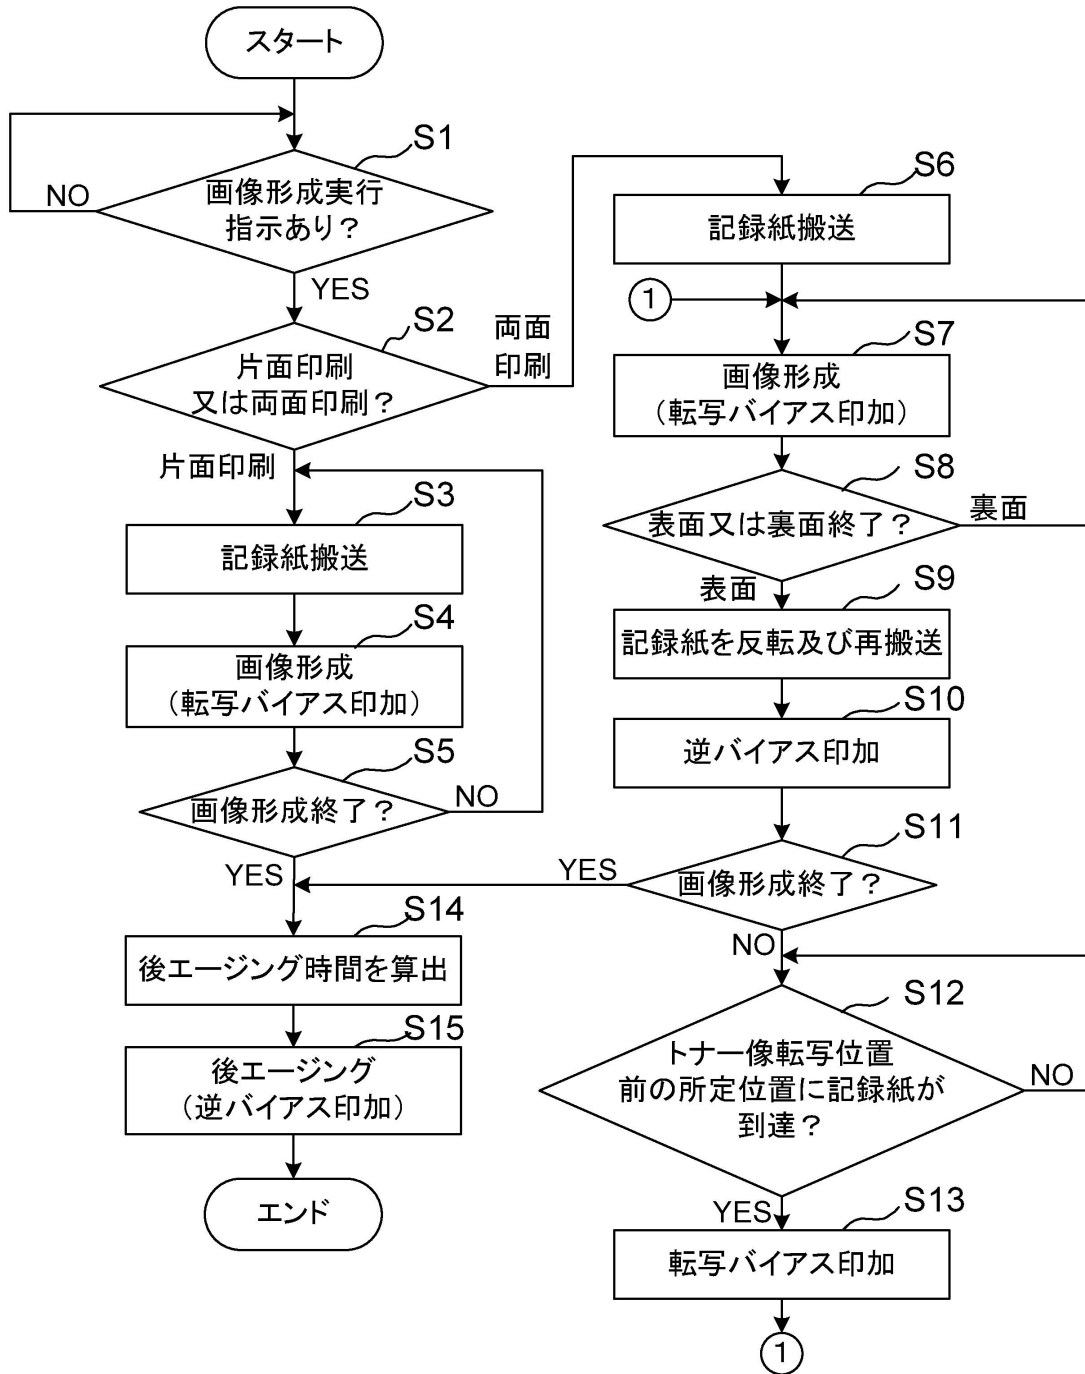 スタート
S1
画像形成実行
指示あり？
NO
YES
S2
片面印刷
又は両面印刷？
両面
印刷
片面印刷
S3
記録紙搬送
S4
画像形成
（転写バイアス印加）
S5
画像形成終了？
NO
YES
S14
後エージング時間を算出
S15
後エージング
（逆バイアス印加）
エンド
S6
記録紙搬送
1
S7
画像形成
（転写バイアス印加）
S8
表面又は裏面終了？
裏面
表面
S9
記録紙を反転及び再搬送
S10
逆バイアス印加
S11
画像形成終了？
YES
NO
S12
トナー像転写位置
前の所定位置に記録紙が
到達？
NO
YES
S13
転写バイアス印加
1